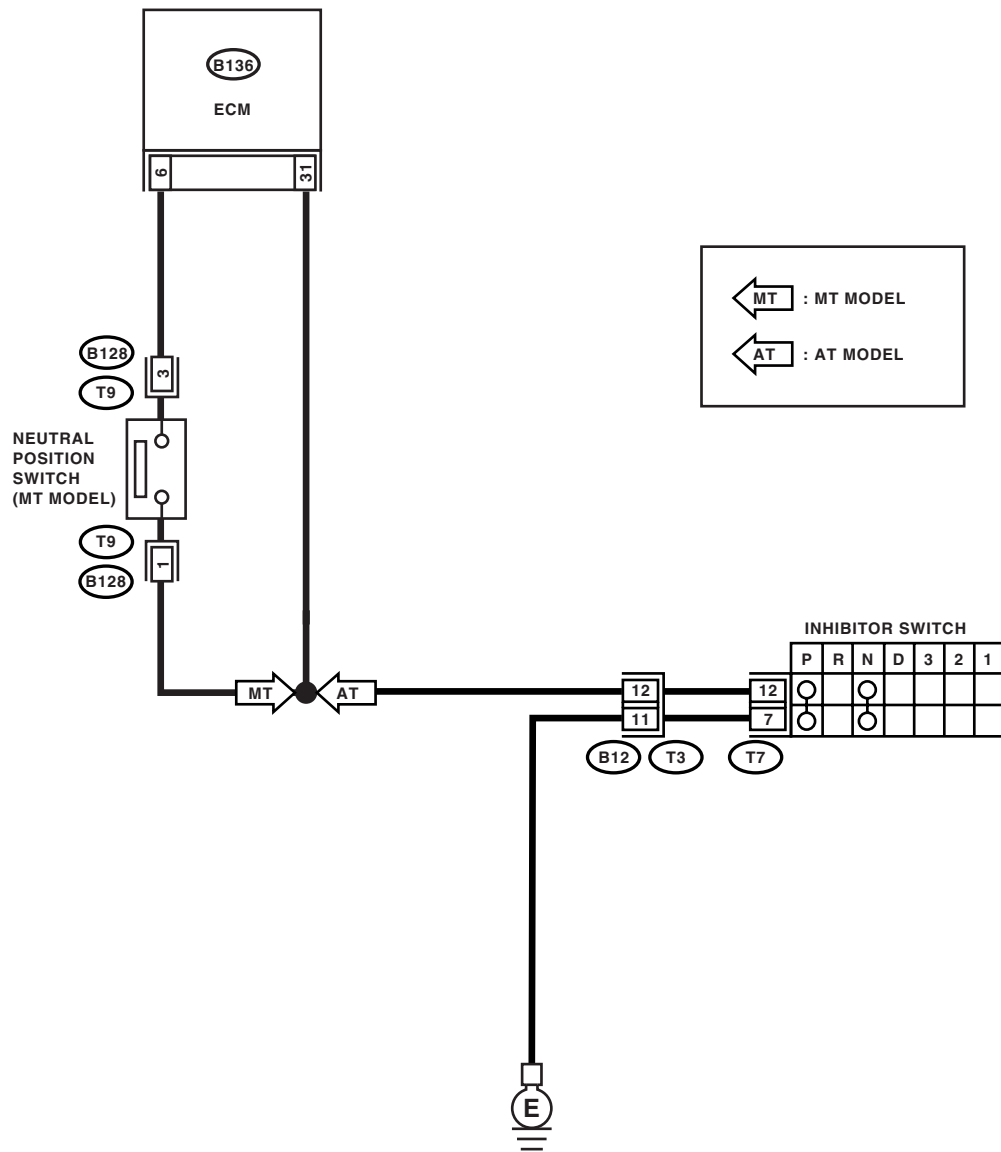 B136
ECM
6
31
MT : MT MODEL
AT : AT MODEL
B128
3
T9
NEUTRAL
POSITION
SWITCH
(MT MODEL)
T9
1
B128
INHIBITOR SWITCH
P R N D 3 2 1
MT
AT
12
12
11
7
B12
T3
T7
E